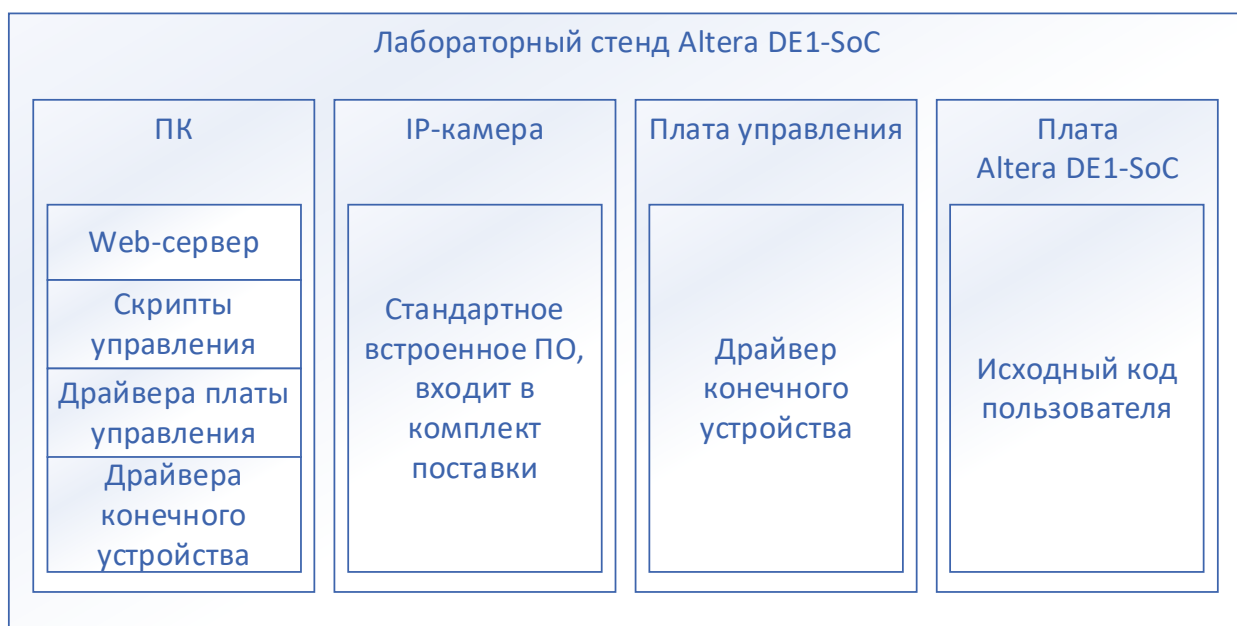 Лабораторный стенд Altera DE1-SoC
ПК
Web-сервер
Скрипты
управления
Драйвера платы
управления
Драйвера
конечного
устройства
IP-камера
Стандартное
встроенное ПО,
входит в
комплект
поставки
Плата управления
Драйвер
конечного
устройства
Плата
Altera DE1-SoC
Исходный код
пользователя